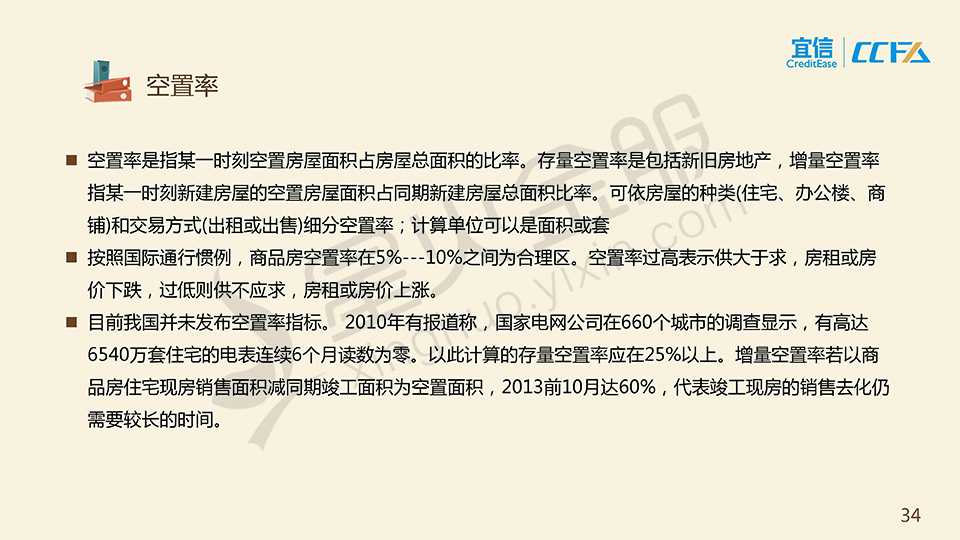 宜信
CreditEase
CCFA
空置率
■ 空置率是指某一时刻空置房屋面积占房屋总面积的比率。存量空置率是包括新旧房地产，增量空置率
指某一时刻新建房屋的空置房屋面积占同期新建房屋总面积比率。可依房屋的种类(住宅、办公楼、商
铺)和交易方式(出租或出售)细分空置率；计算单位可以是面积或套
■ 按照国际通行惯例，商品房空置率在5%---10%之间为合理区。空置率过高表示供大于求，房租或房
价下跌，过低则供不应求，房租或房价上涨。
■ 目前我国并未发布空置率指标。 2010年有报道称，国家电网公司在660个城市的调查显示，有高达
6540万套住宅的电表连续6个月读数为零。以此计算的存量空置率应在25%以上。增量空置率若以商
品房住宅现房销售面积减同期竣工面积为空置面积，2013前10月达60%，代表竣工现房的销售去化仍
需要较长的时间。
星火金服
xinghuo.yixin.com
34